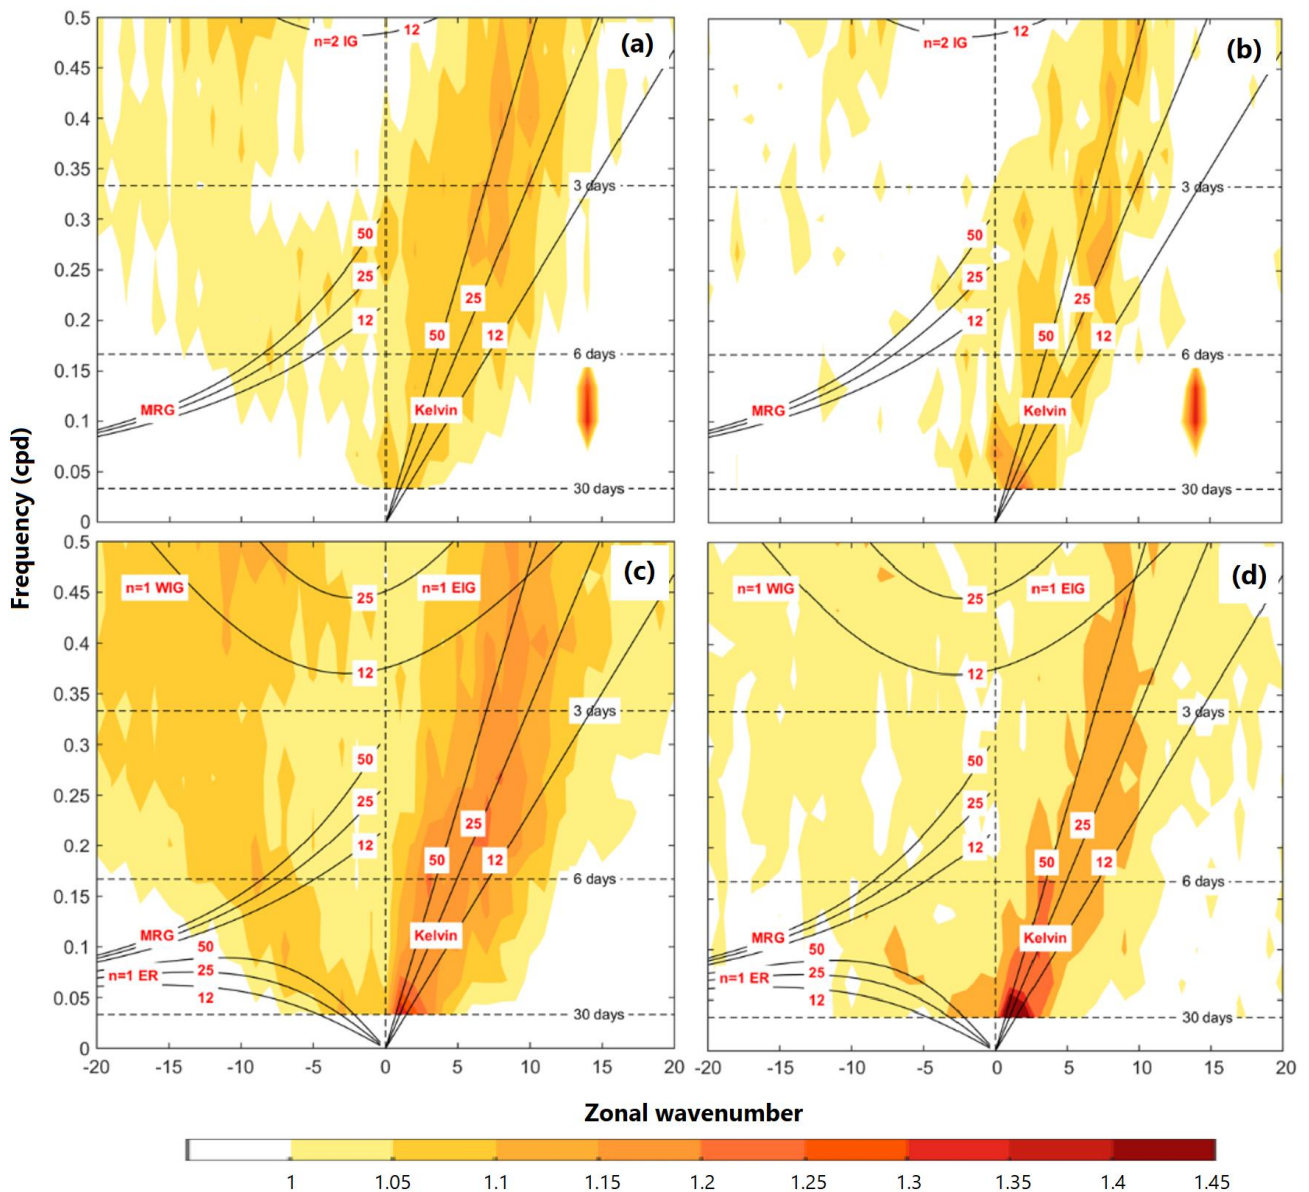 0.5
0.45
0.4
0.35
0.3
0.25
0.2
0.15
0.1
0.05
0
n=2 IG
12
(a)
3 days
50
25
12
25
50
12
6 days
MRG
Kelvin
30 days
n=2 IG
12
(b)
3 days
50
25
12
25
50
12
6 days
MRG
Kelvin
30 days
Frequency (cpd)
0.5
0.45
0.4
0.35
0.3
0.25
0.2
0.15
0.1
0.05
0
(c)
n=1 WIG
25
n=1 EIG
12
3 days
50
25
12
25
50
12
6 days
MRG
50
Kelvin
n=1 ER
25
12
30 days
-20 -15 -10 -5 0 5 10 15 20
(d)
n=1 WIG
25
n=1 EIG
12
3 days
50
25
12
25
50
12
6 days
MRG
50
Kelvin
n=1 ER
25
12
30 days
-20 -15 -10 -5 0 5 10 15 20
Zonal wavenumber
1 1.05 1.1 1.15 1.2 1.25 1.3 1.35 1.4 1.45